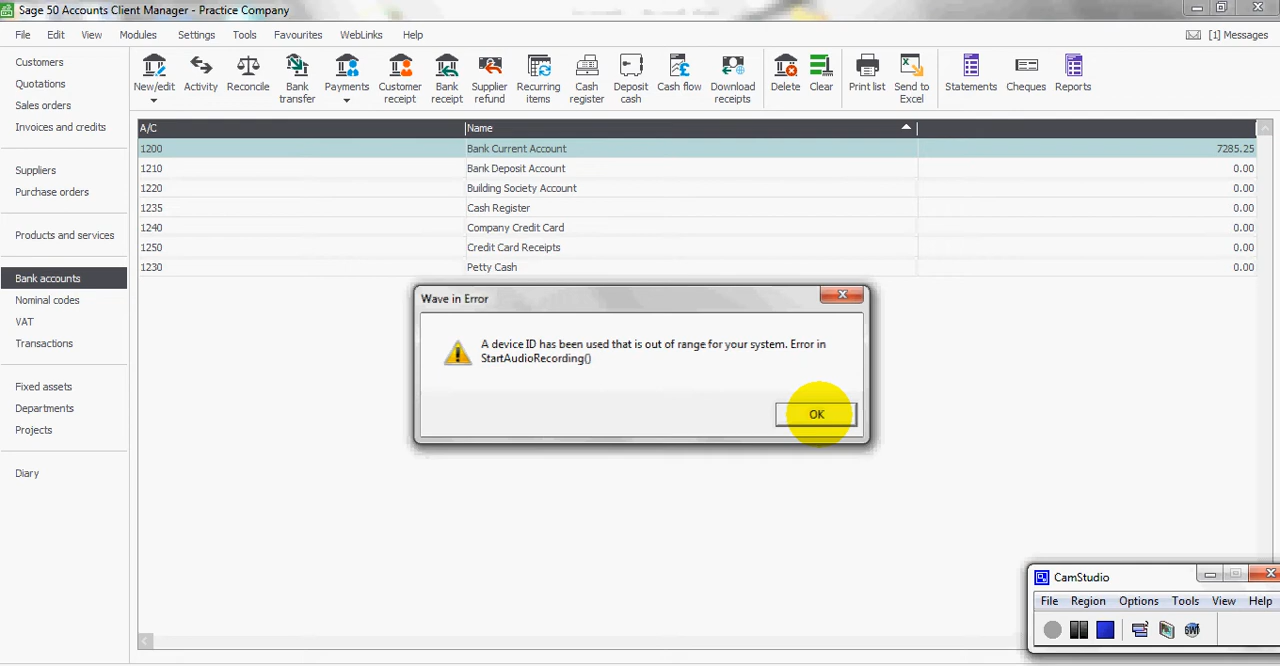 Sage 50 Accounts Client Manager - Practice Company
File Edit View Modules Settings Tools Favourites WebLinks Help [1] Messages
Customers
Quotations
Sales orders
Invoices and credits
Suppliers
Purchase orders
Products and services
Bank accounts
Nominal codes
VAT
Transactions
Fixed assets
Departments
Projects
Diary
New/edit
Activity
Reconcile
Bank
transfer
Payments
Customer
receipt
Bank
receipt
Supplier
refund
Recurring
items
Cash
register
Deposit
cash
Cash flow
Download
receipts
Delete
Clear
Print list
Send to
Excel
Statements
Cheques
Reports
A/C Name
1200 Bank Current Account 7285.25
1210 Bank Deposit Account 0.00
1220 Building Society Account 0.00
1235 Cash Register 0.00
1240 Company Credit Card 0.00
1250 Credit Card Receipts 0.00
1230 Petty Cash 0.00
Wave in Error
A device ID has been used that is out of range for your system. Error in
StartAudioRecording()
OK
CamStudio
File Region Options Tools View Help
SWF